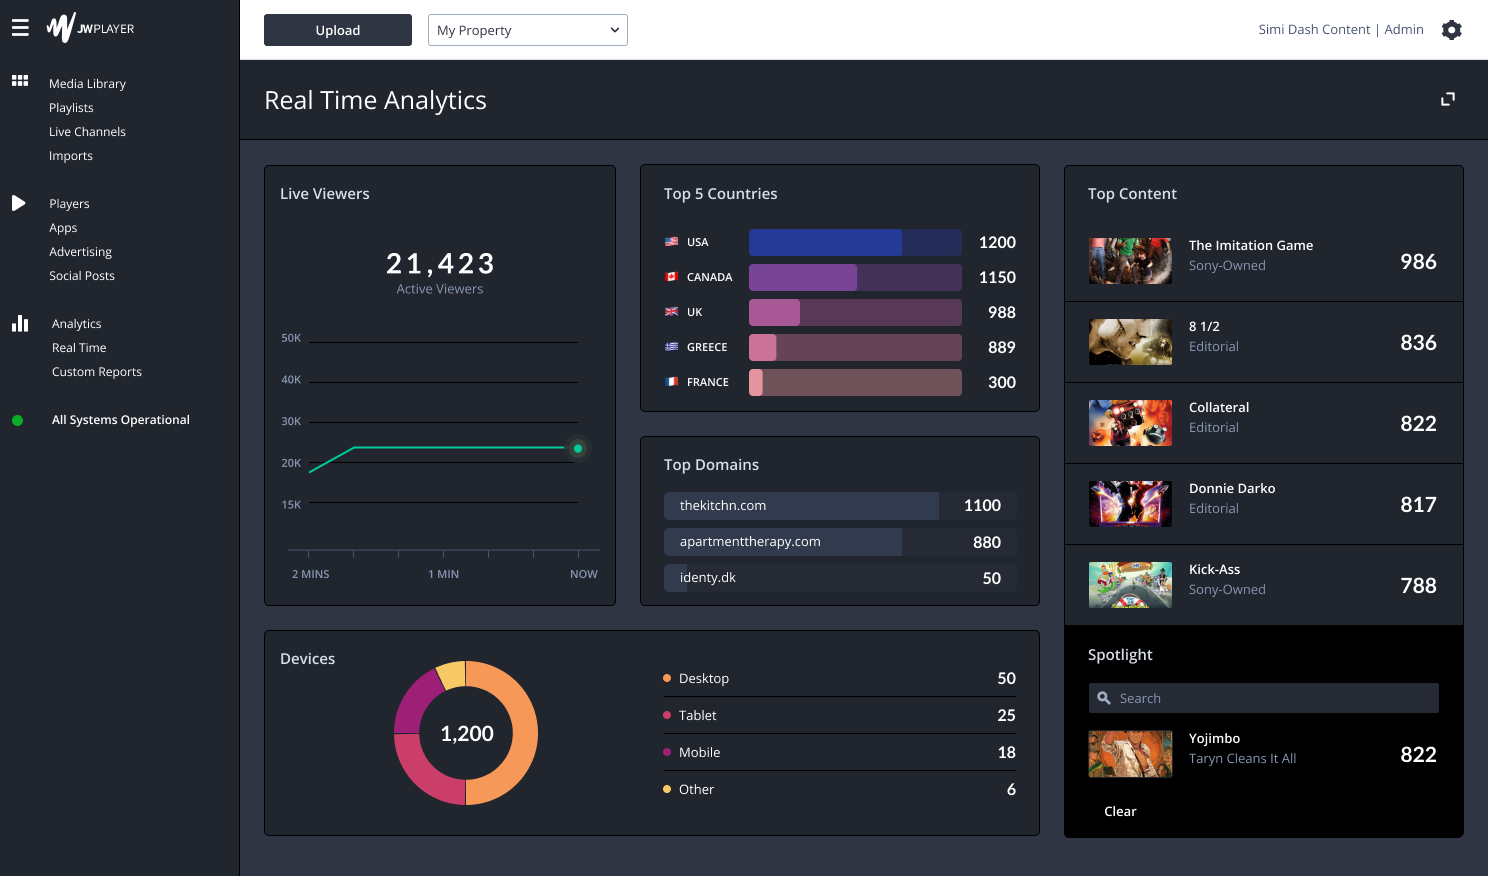 JWPLAYER
Upload
My Property
Simi Dash Content | Admin
Media Library
Playlists
Live Channels
Imports
Players
Apps
Advertising
Social Posts
Analytics
Real Time
Custom Reports
All Systems Operational
Real Time Analytics
Live Viewers
21,423
Active Viewers
50K
40K
30K
20K
15K
2 MINS
1 MIN
NOW
Top 5 Countries
USA 1200
CANADA 1150
UK 988
GREECE 889
FRANCE 300
Top Domains
thekitchn.com 1100
apartmenttherapy.com 880
identy.dk 50
Devices
1,200
Desktop 50
Tablet 25
Mobile 18
Other 6
Top Content
The Imitation Game
Sony-Owned
986
8 1/2
Editorial
836
Collateral
Editorial
822
Donnie Darko
Editorial
817
Kick-Ass
Sony-Owned
788
Spotlight
Search
Yojimbo
Taryn Cleans It All
822
Clear